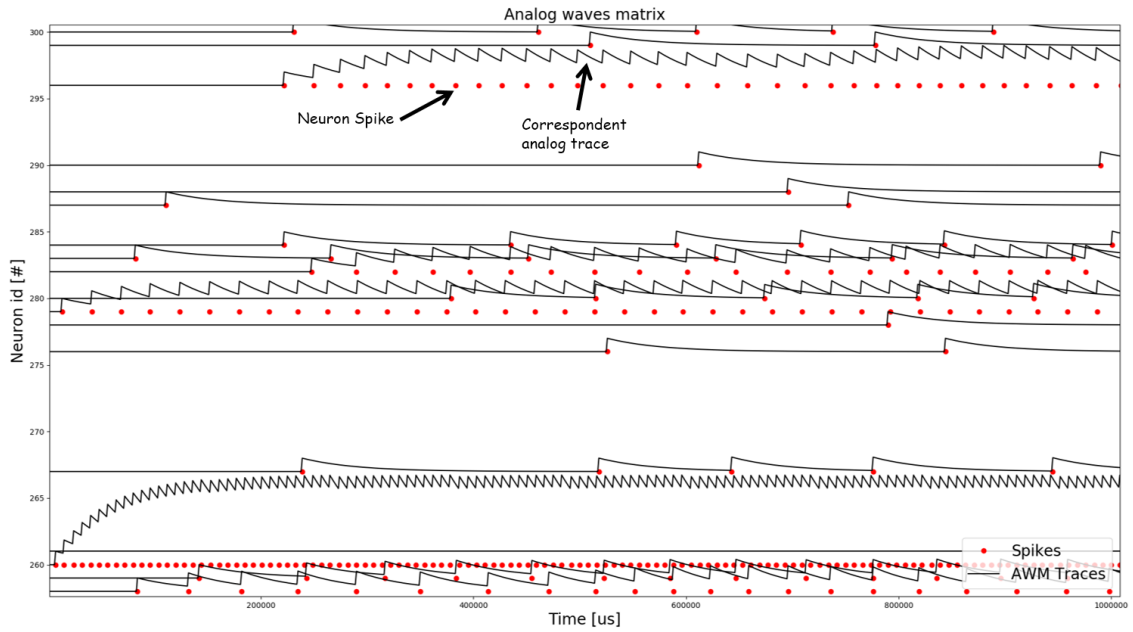 Analog waves matrix
300
295
290
285
280
275
270
265
260
Neuron id [#]
Neuron Spike
Correspondent
analog trace
Spikes
AWM Traces
200000
400000
600000
800000
1000000
Time [us]